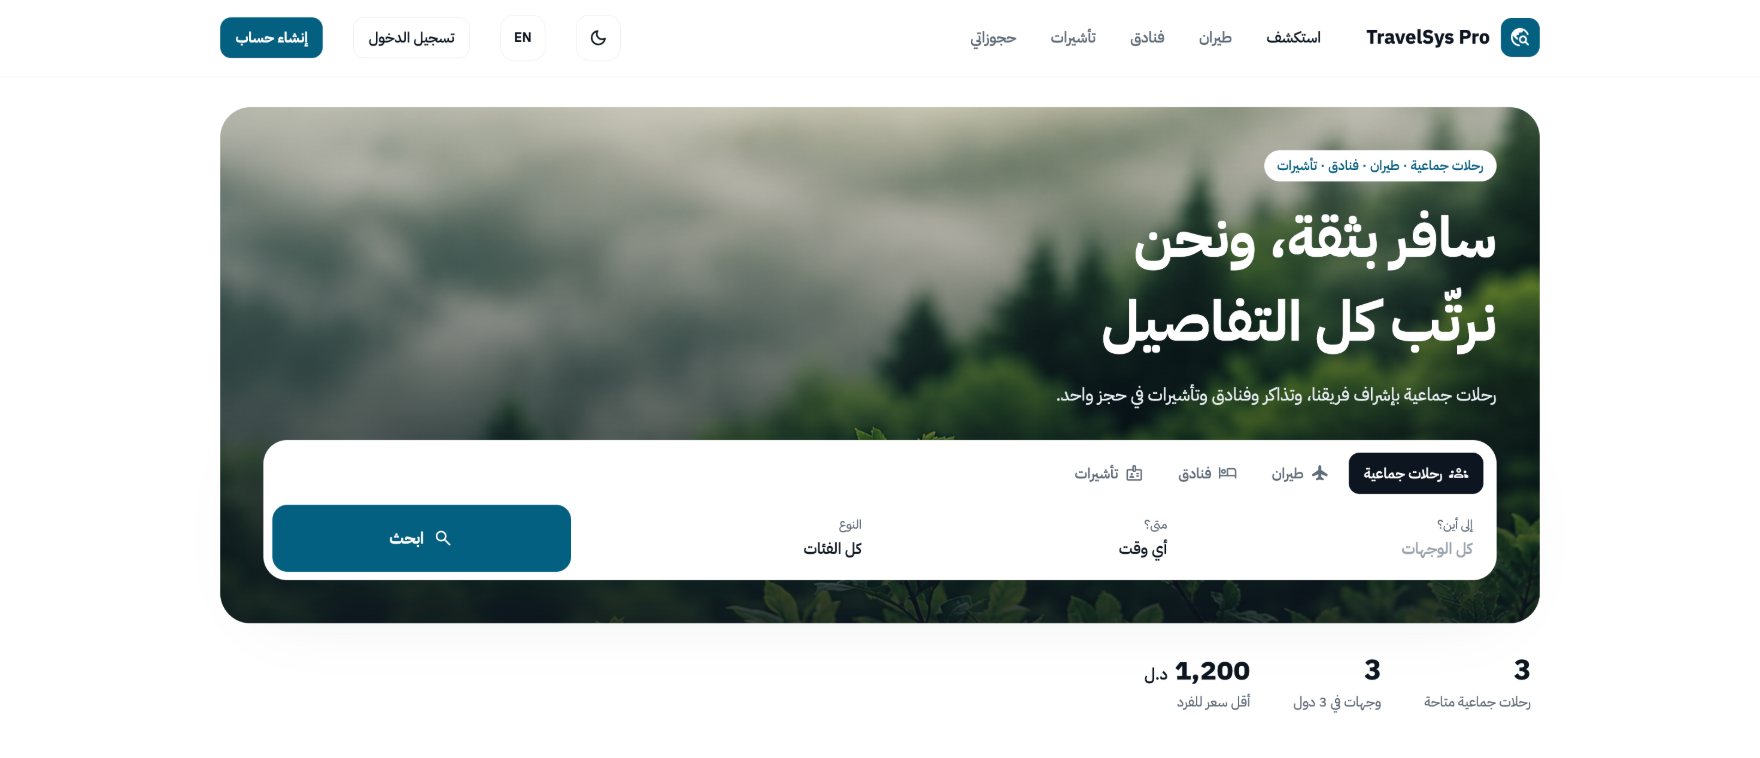 TravelSys Pro
استكشف
طيران
فنادق
تأشيرات
حجوزاتي
EN
تسجيل الدخول
إنشاء حساب
رحلات جماعية · طيران · فنادق · تأشيرات
سافر بثقة، ونحن
نرتّب كل التفاصيل
رحلات جماعية بإشراف فريقنا، وتذاكر وفنادق وتأشيرات في حجز واحد.
رحلات جماعية
طيران
فنادق
تأشيرات
إلى أين؟
كل الوجهات
متى؟
أي وقت
النوع
كل الفئات
ابحث
3
رحلات جماعية متاحة
3
وجهات في 3 دول
1,200 د.ل
أقل سعر للفرد